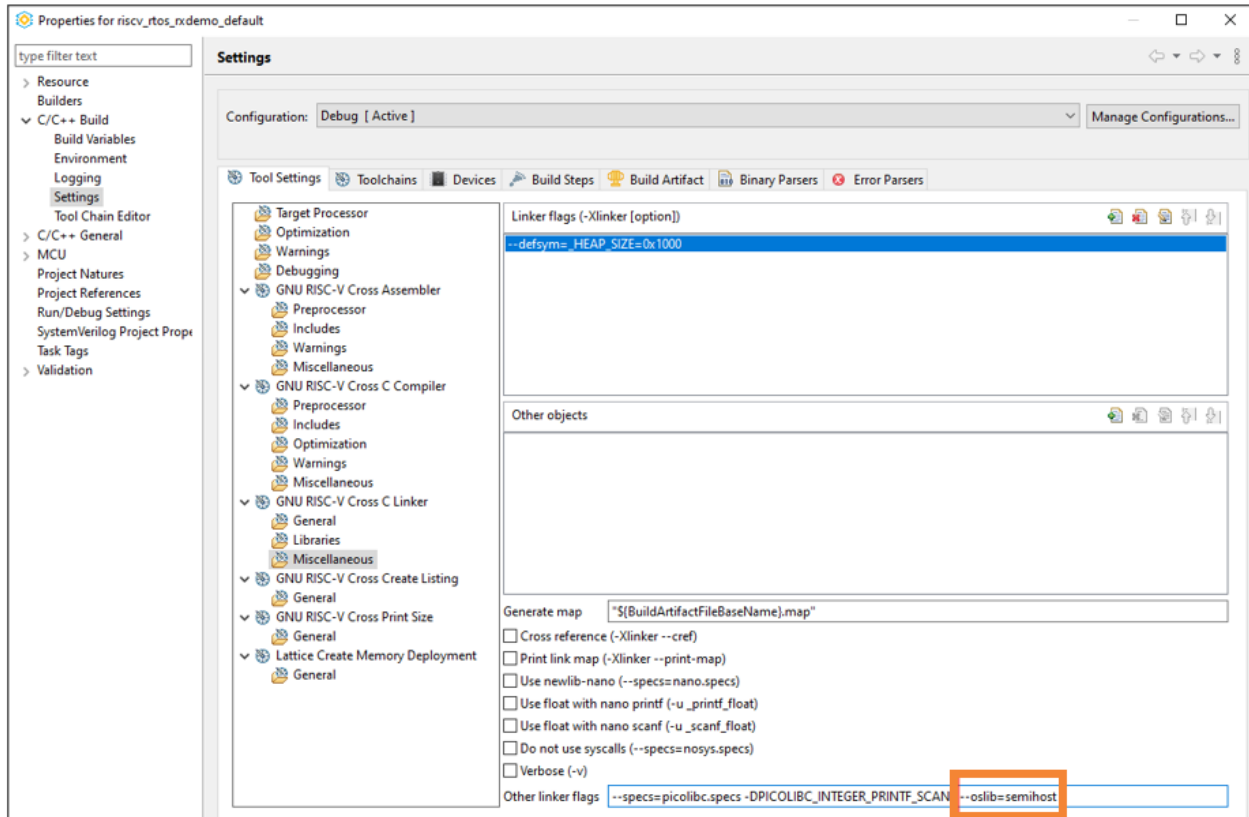 Properties for riscv_rtos_rxdemo_default
type filter text
Resource
Builders
C/C++ Build
Build Variables
Environment
Logging
Settings
Tool Chain Editor
C/C++ General
MCU
Project Natures
Project References
Run/Debug Settings
SystemVerilog Project Prope
Task Tags
Validation
Settings
Configuration: Debug [ Active ] Manage Configurations...
Tool Settings Toolchains Devices Build Steps Build Artifact Binary Parsers Error Parsers
Target Processor
Optimization
Warnings
Debugging
GNU RISC-V Cross Assembler
Preprocessor
Includes
Warnings
Miscellaneous
GNU RISC-V Cross C Compiler
Preprocessor
Includes
Optimization
Warnings
Miscellaneous
GNU RISC-V Cross C Linker
General
Libraries
Miscellaneous
GNU RISC-V Cross Create Listing
General
GNU RISC-V Cross Print Size
General
Lattice Create Memory Deployment
General
Linker flags (-Xlinker [option])
--defsym=_HEAP_SIZE=0x1000
Other objects
Generate map "${BuildArtifactFileBaseName}.map"
Cross reference (-Xlinker --cref)
Print link map (-Xlinker --print-map)
Use newlib-nano (--specs=nano.specs)
Use float with nano printf (-u _printf_float)
Use float with nano scanf (-u _scanf_float)
Do not use syscalls (--specs=nosys.specs)
Verbose (-v)
Other linker flags --specs=picolibc.specs -DPICOLIBC_INTEGER_PRINTF_SCAN --oslib=semihost